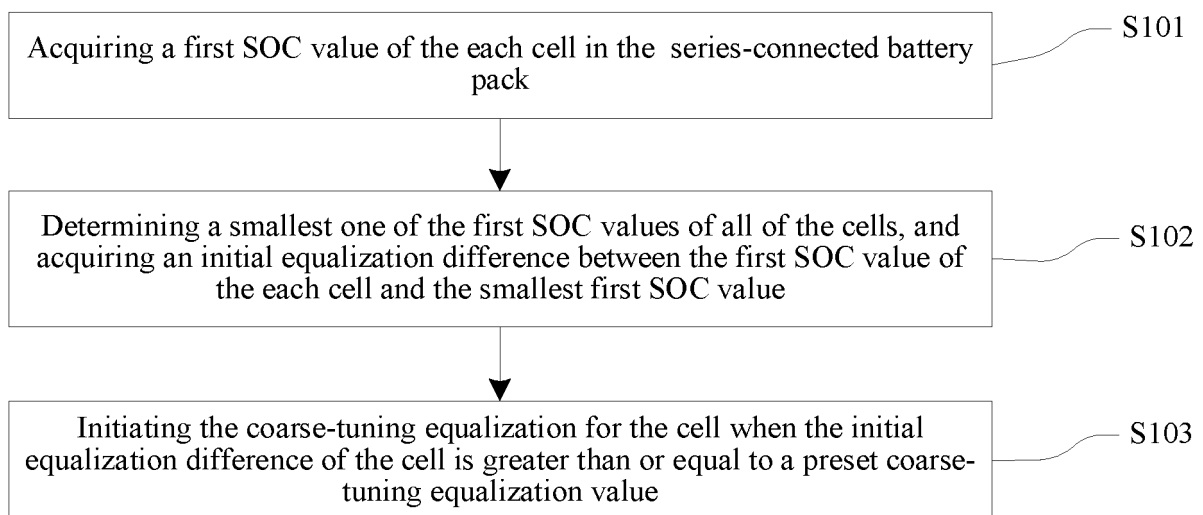 Acquiring a first SOC value of the each cell in the series-connected battery
pack
S101
Determining a smallest one of the first SOC values of all of the cells, and
acquiring an initial equalization difference between the first SOC value of
the each cell and the smallest first SOC value
S102
Initiating the coarse-tuning equalization for the cell when the initial
equalization difference of the cell is greater than or equal to a preset coarse-
tuning equalization value
S103